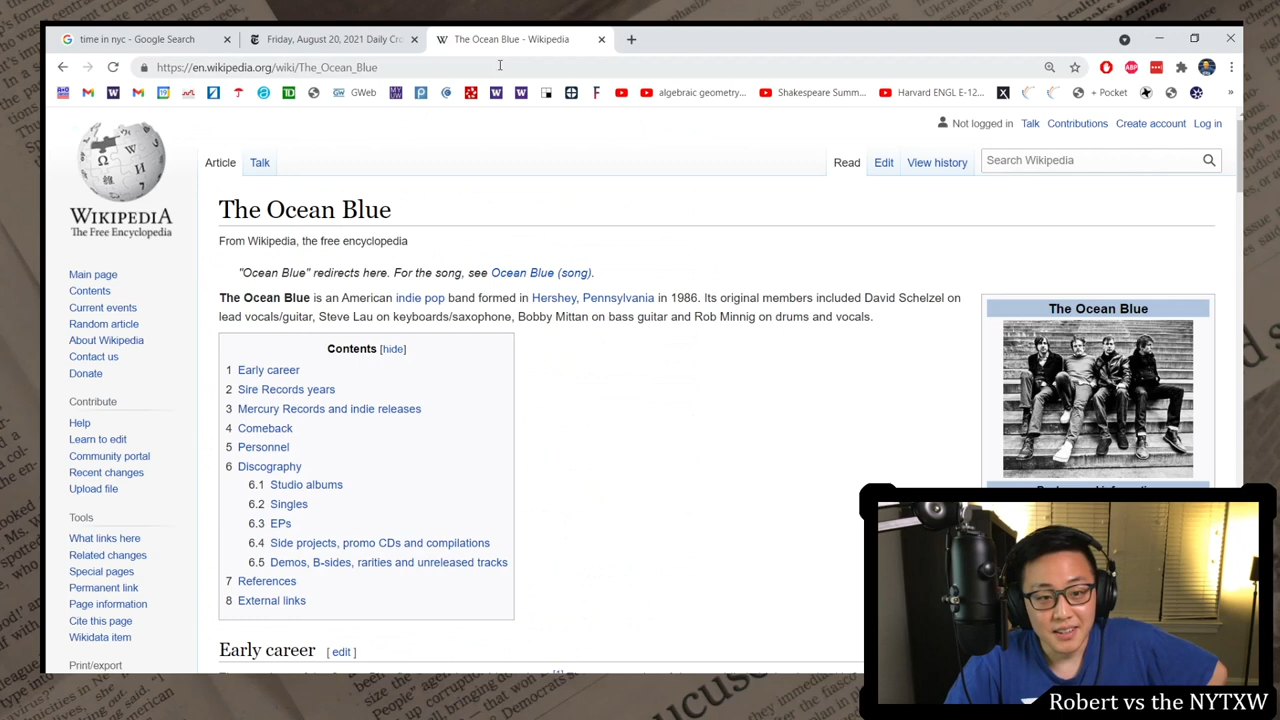 time in nyc - Google Search
Friday, August 20, 2021 Daily Cro
The Ocean Blue - Wikipedia
https://en.wikipedia.org/wiki/The_Ocean_Blue
GWeb
algebraic geometry...
Shakespeare Summ...
Harvard ENGL E-12...
+ Pocket
Not logged in Talk Contributions Create account Log in
Article Talk
Read Edit View history
Search Wikipedia
WIKIPEDIA
The Free Encyclopedia
Main page
Contents
Current events
Random article
About Wikipedia
Contact us
Donate
Contribute
Help
Learn to edit
Community portal
Recent changes
Upload file
Tools
What links here
Related changes
Special pages
Permanent link
Page information
Cite this page
Wikidata item
Print/export
The Ocean Blue
From Wikipedia, the free encyclopedia
"Ocean Blue" redirects here. For the song, see Ocean Blue (song).
The Ocean Blue is an American indie pop band formed in Hershey, Pennsylvania in 1986. Its original members included David Schelzel on
lead vocals/guitar, Steve Lau on keyboards/saxophone, Bobby Mittan on bass guitar and Rob Minnig on drums and vocals.
Contents [hide]
1 Early career
2 Sire Records years
3 Mercury Records and indie releases
4 Comeback
5 Personnel
6 Discography
6.1 Studio albums
6.2 Singles
6.3 EPs
6.4 Side projects, promo CDs and compilations
6.5 Demos, B-sides, rarities and unreleased tracks
7 References
8 External links
Early career [ edit ]
The Ocean Blue
Robert vs the NYTXW